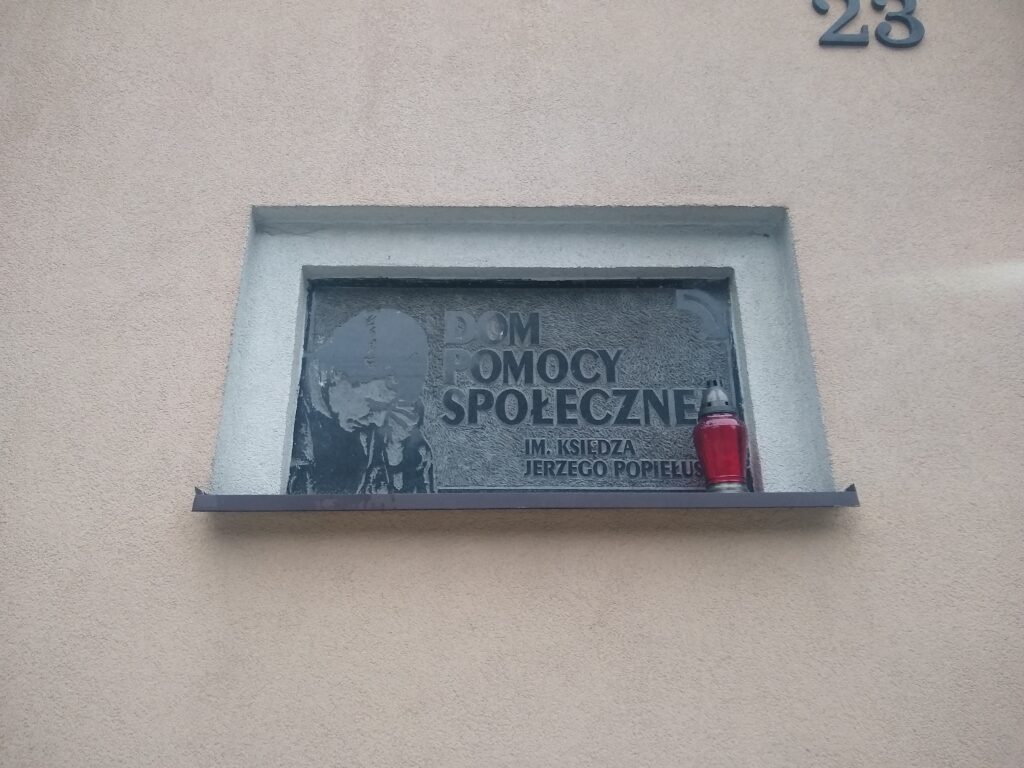 23
DOM
POMOCY
SPOŁECZNE
IM. KSIĘDZA
JERZEGO POPIEŁUS